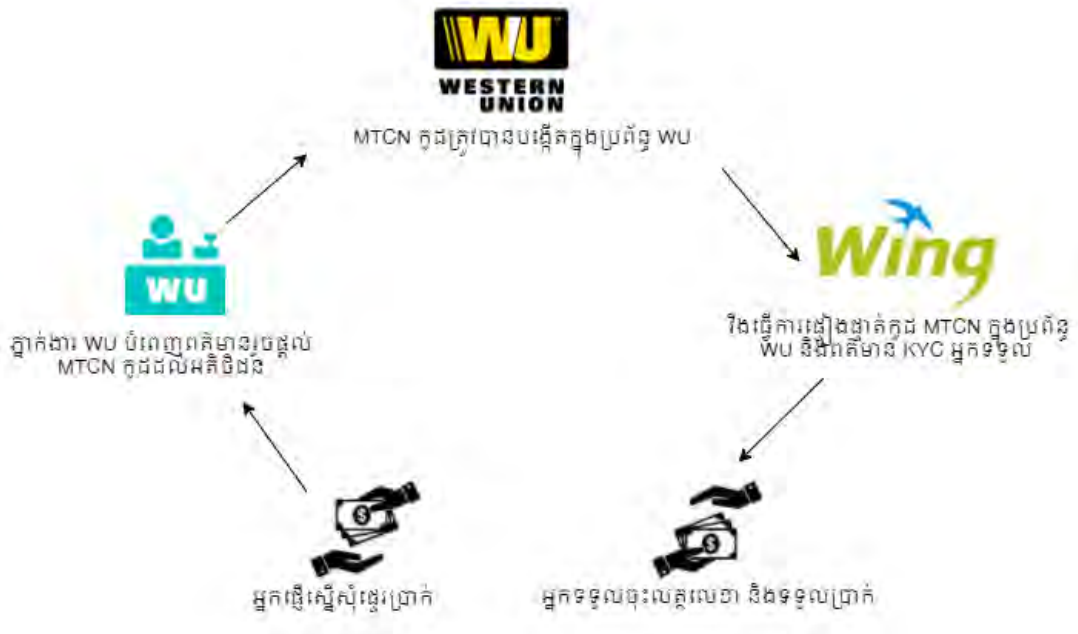 WU
WESTERN
UNION
MTCN កូដត្រូវបានបង្កើតក្នុងប្រព័ន្ធ WU
WU
ភ្នាក់ងារ WU បំពេញពត៌មានរួចផ្តល់
MTCN កូដដល់អតិថិជន
Wing
វីងធ្វើការផ្ទៀងផ្ទាត់កូដ MTCN ក្នុងប្រព័ន្ធ
WU និងពត៌មាន KYC អ្នកទទួល
អ្នកផ្ញើស្នើសុំផ្ទេរប្រាក់
អ្នកទទួលចុះហត្ថលេខា និងទទួលប្រាក់